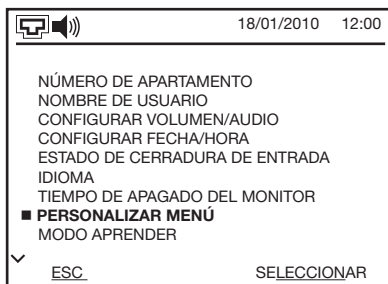 18/01/2010 12:00
NÚMERO DE APARTAMENTO
NOMBRE DE USUARIO
CONFIGURAR VOLUMEN/AUDIO
CONFIGURAR FECHA/HORA
ESTADO DE CERRADURA DE ENTRADA
IDIOMA
TIEMPO DE APAGADO DEL MONITOR
PERSONALIZAR MENÚ
MODO APRENDER
ESC SELECCIONAR